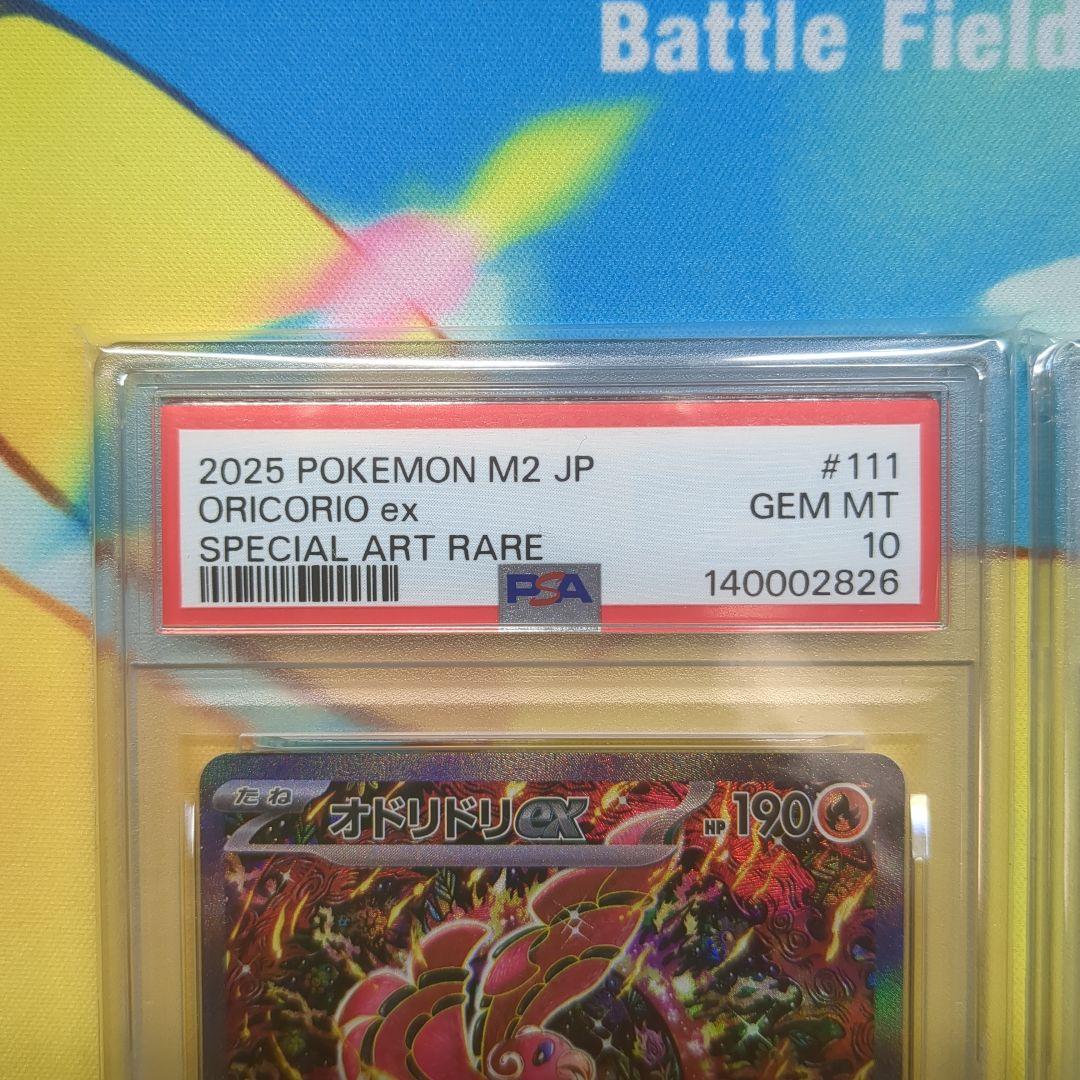 Battle Field
2025 POKEMON M2 JP #111
ORICORIO ex GEM MT
SPECIAL ART RARE 10
PSA 140002826
たね オドリドリex HP 190